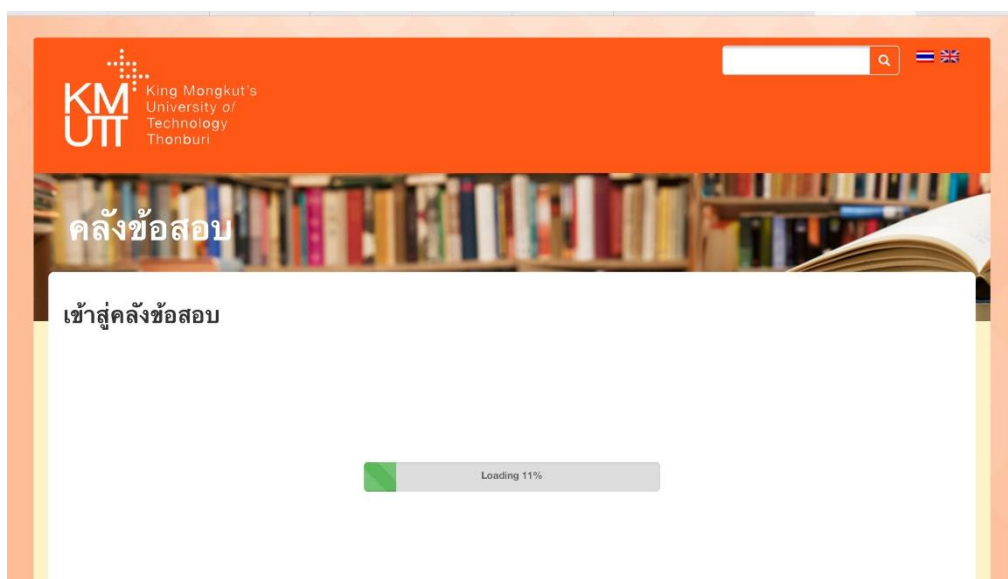 KM
UTT
King Mongkut's
University of
Technology
Thonburi
คลังข้อสอบ
เข้าสู่คลังข้อสอบ
Loading 11%